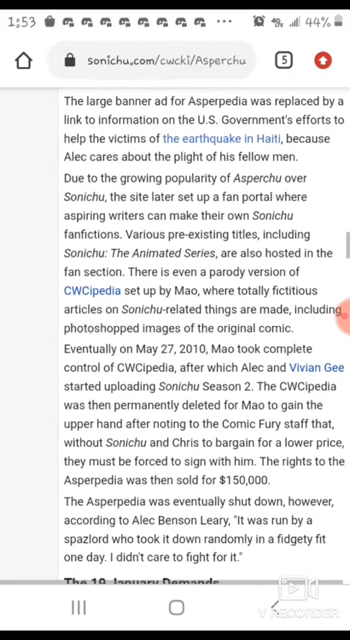 1:53 ... 44%
sonichu.com/cwcki/Asperchu 5
The large banner ad for Asperpedia was replaced by a
link to information on the U.S. Government's efforts to
help the victims of the earthquake in Haiti, because
Alec cares about the plight of his fellow men.
Due to the growing popularity of Asperchu over
Sonichu, the site later set up a fan portal where
aspiring writers can make their own Sonichu
fanfictions. Various pre-existing titles, including
Sonichu: The Animated Series, are also hosted in the
fan section. There is even a parody version of
CWCipedia set up by Mao, where totally fictitious
articles on Sonichu-related things are made, including
photoshopped images of the original comic.
Eventually on May 27, 2010, Mao took complete
control of CWCipedia, after which Alec and Vivian Gee
started uploading Sonichu Season 2. The CWCipedia
was then permanently deleted for Mao to gain the
upper hand after noting to the Comic Fury staff that,
without Sonichu and Chris to bargain for a lower price,
they must be forced to sign with him. The rights to the
Asperpedia was then sold for $150,000.
The Asperpedia was eventually shut down, however,
according to Alec Benson Leary, "It was run by a
spazlord who took it down randomly in a fidgety fit
one day. I didn't care to fight for it."
The 19 January Demands
V RECORDER